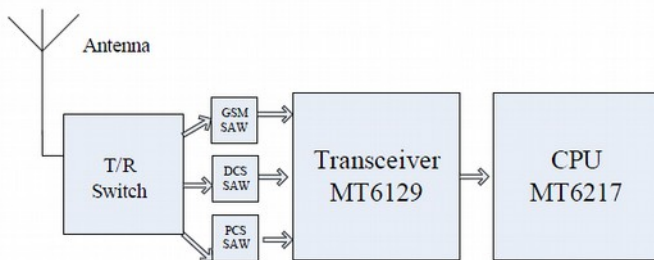 Antenna
T/R
Switch
GSM
SAW
DCS
SAW
PCS
SAW
Transceiver
MT6129
CPU
MT6217